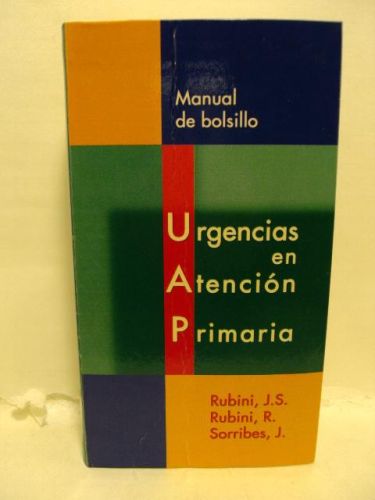 Manual
de bolsillo
Urgencias
en
Atención
Primaria
Rubini, J.S.
Rubini, R.
Sorribes, J.